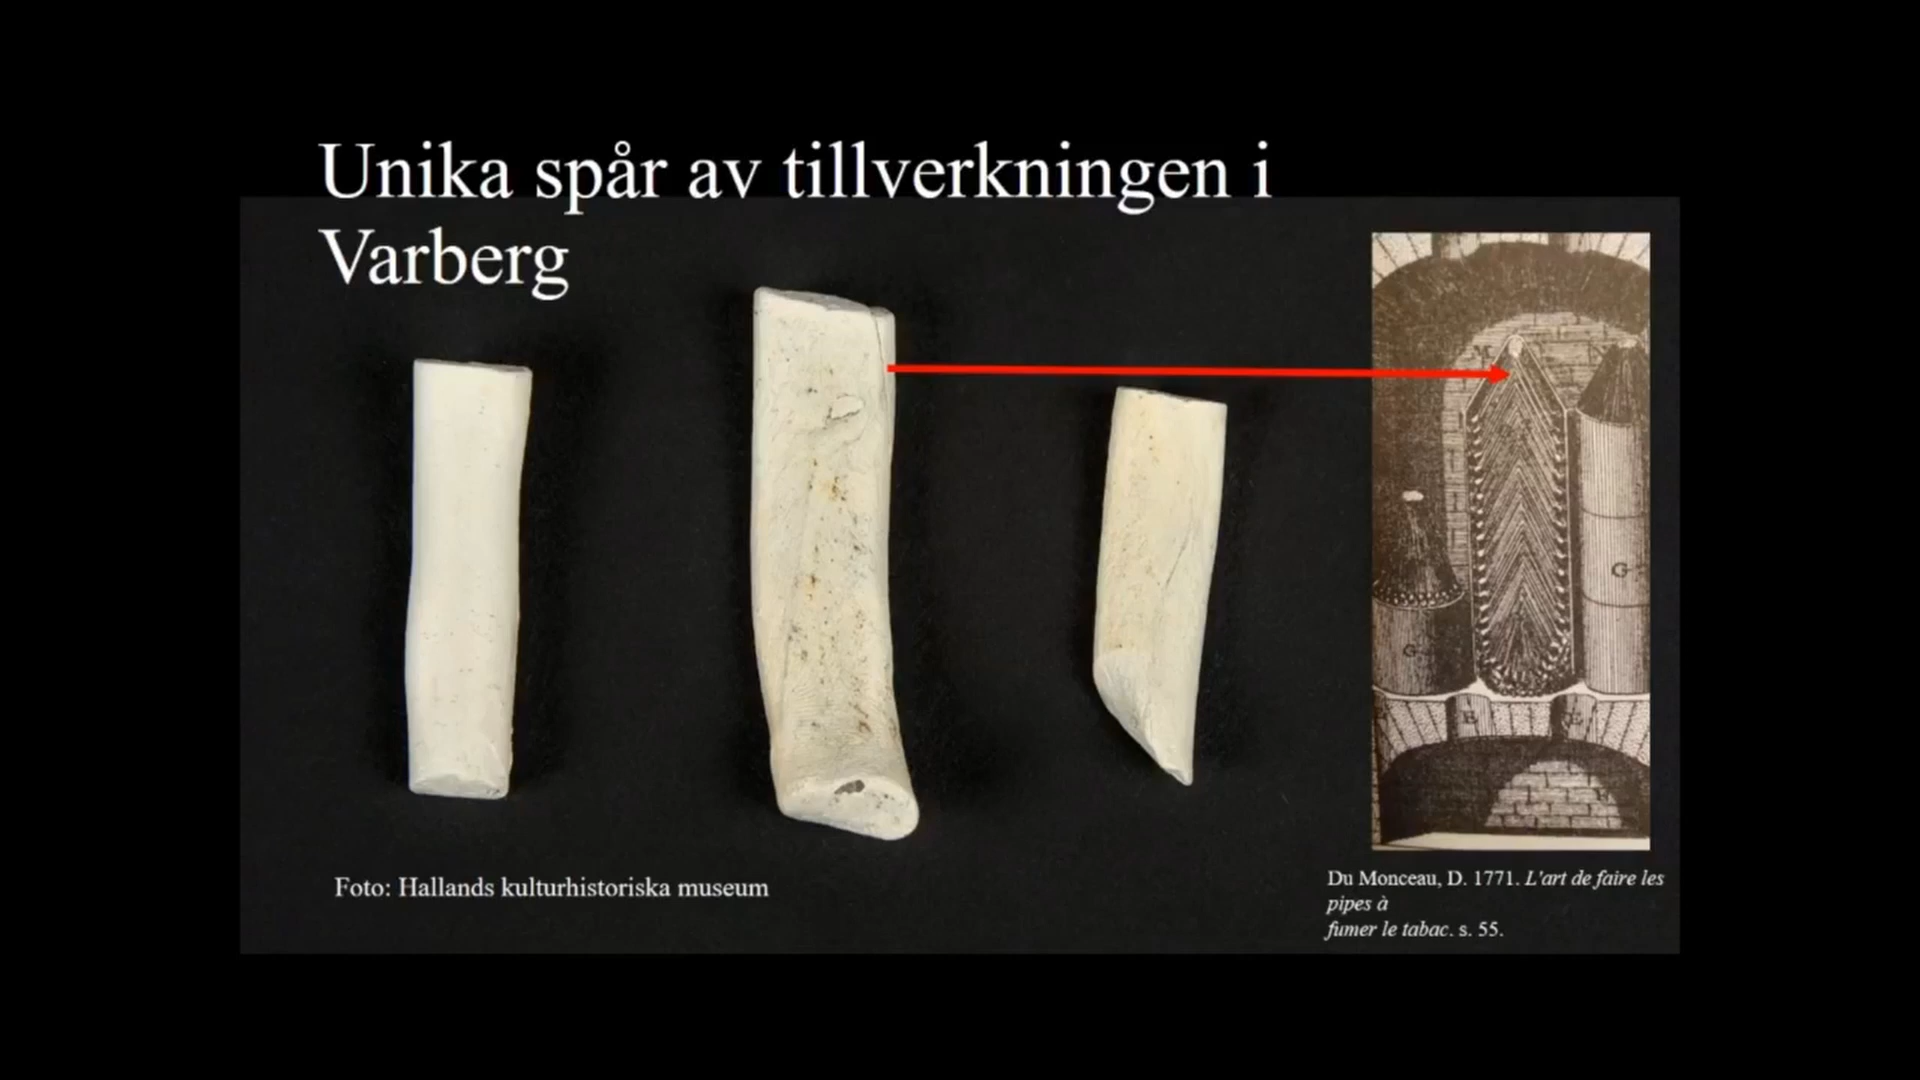 Unika spår av tillverkningen i
Varberg
G
G
E
E
Foto: Hallands kulturhistoriska museum
Du Monceau, D. 1771. L'art de faire les
pipes à
fumer le tabac. s. 55.